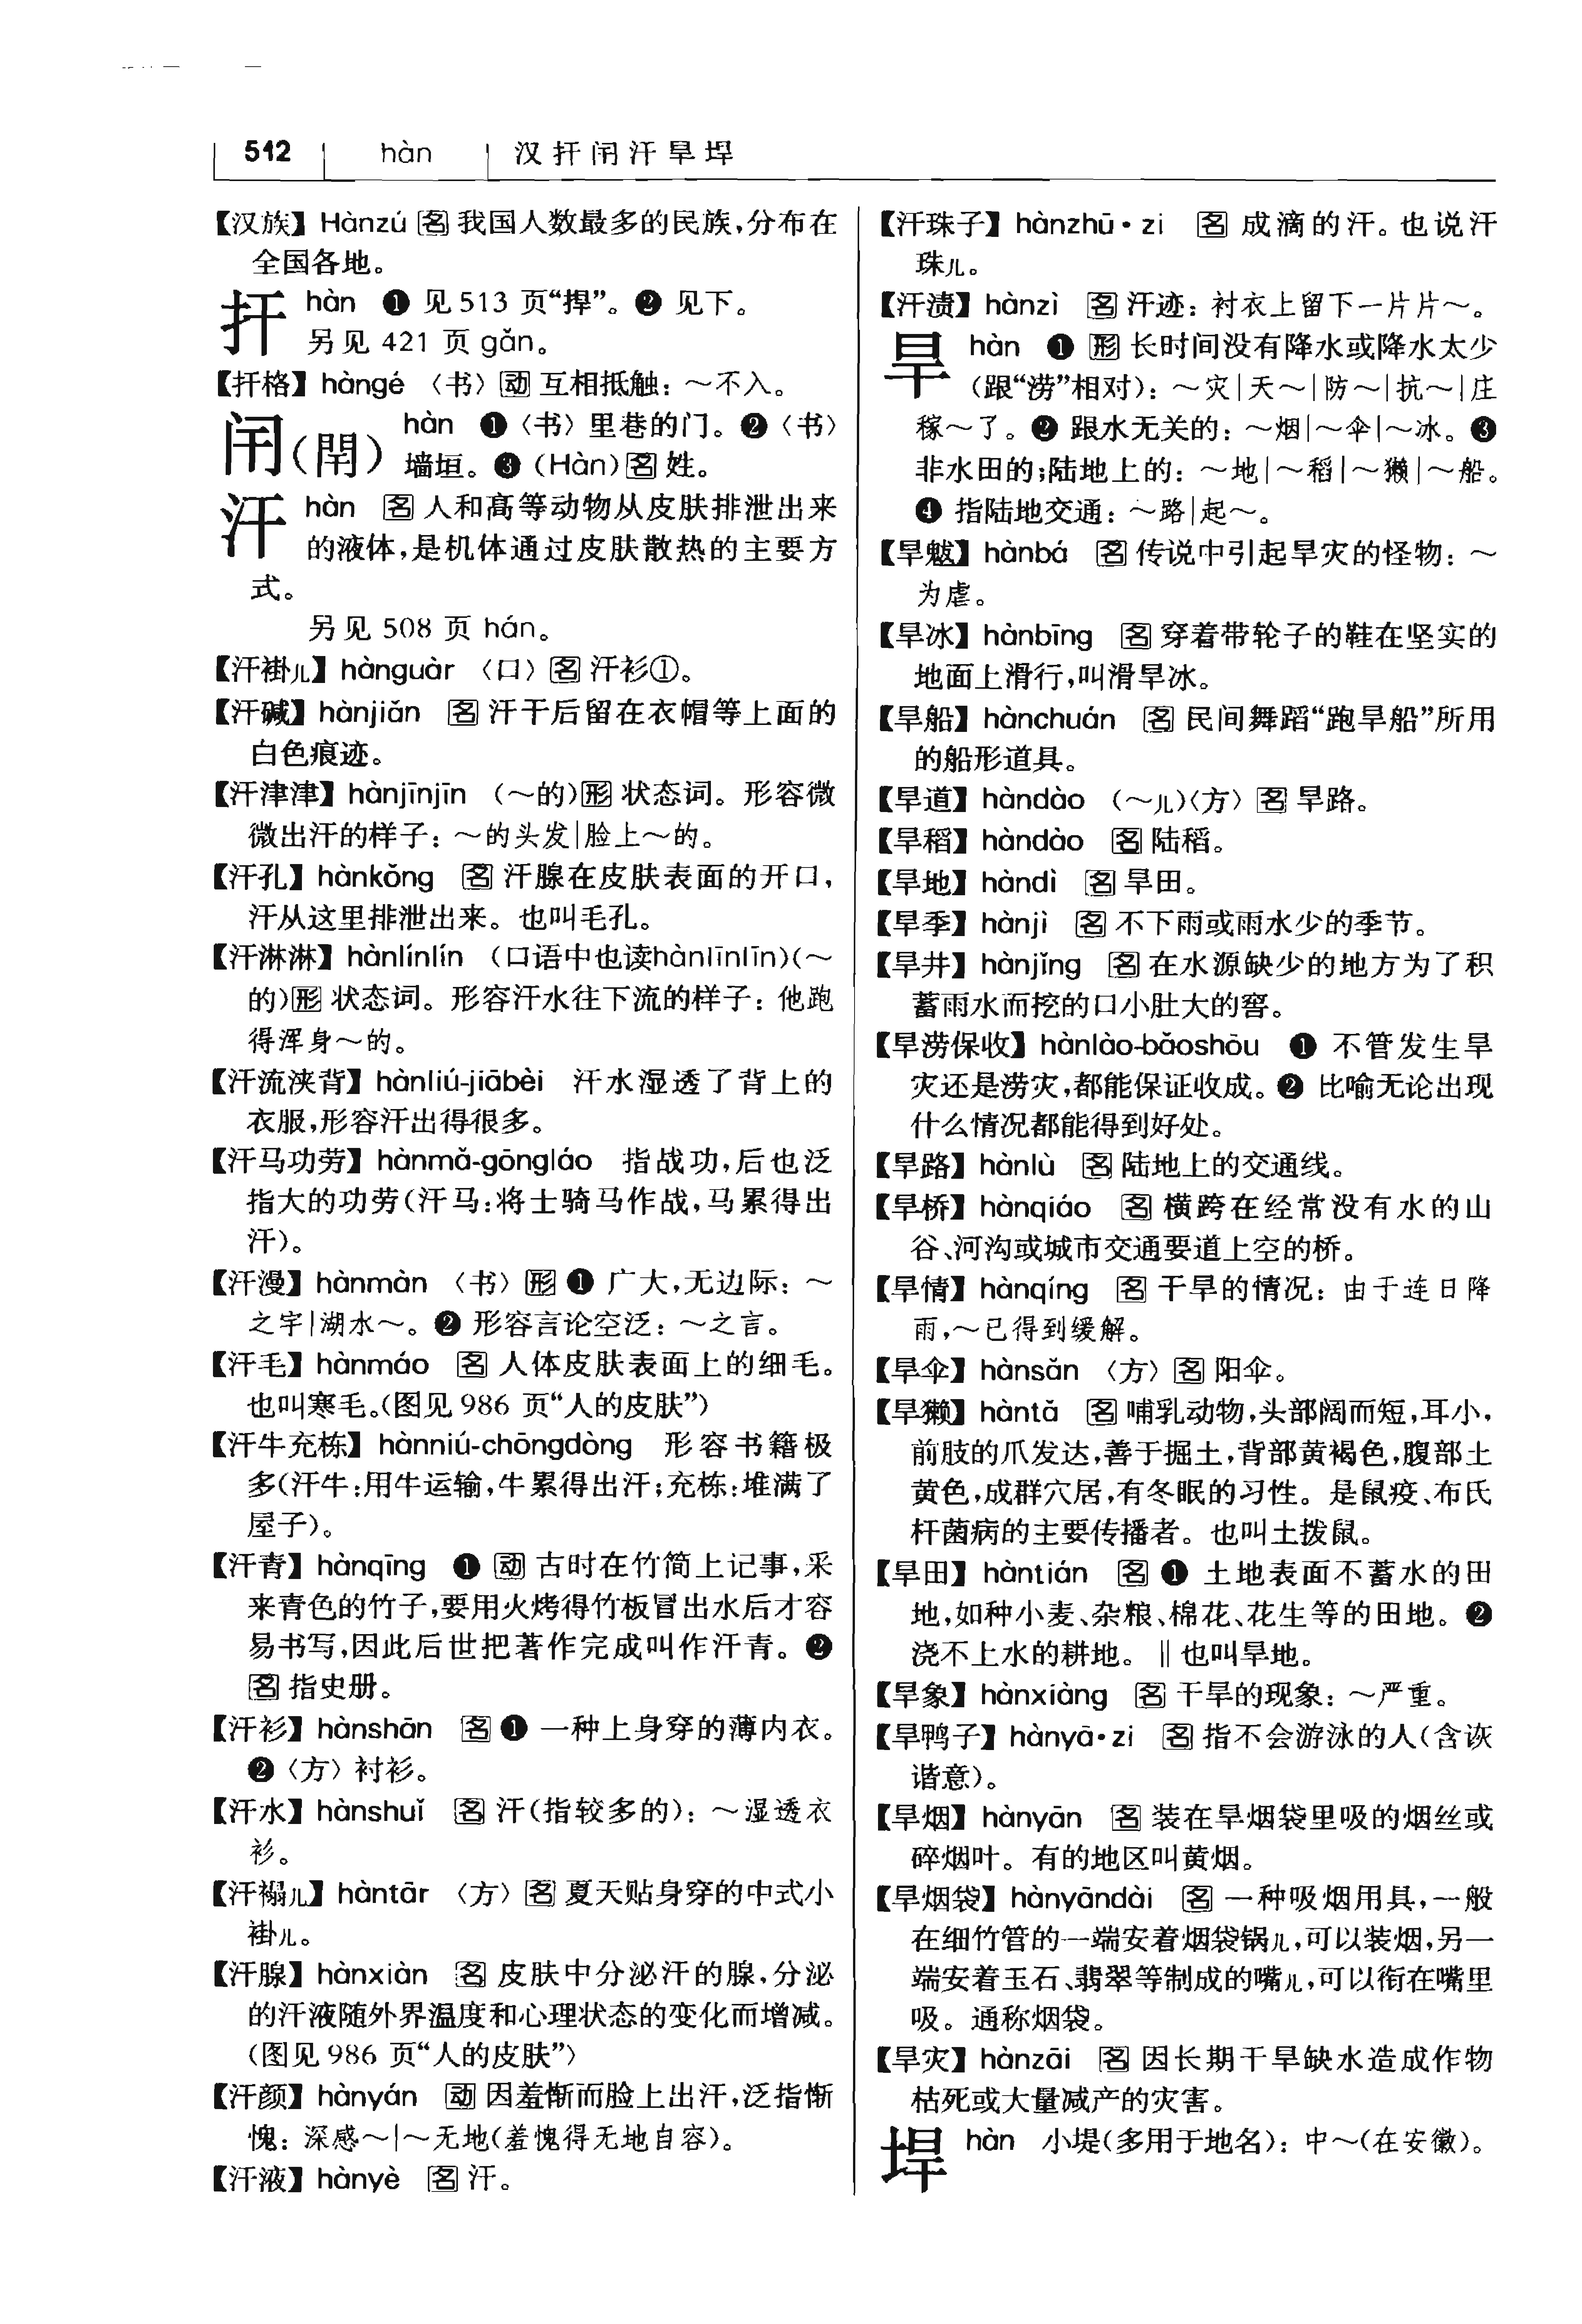 512 hàn 汉扞闬汗旱垾
【汉族】Hànzú 名 我国人数最多的民族，分布在
全国各地。
扞 hàn ❶ 见 513 页“捍”。❷ 见下。
另见 421 页 gǎn。
【扞格】hàngé 〈书〉动 互相抵触：～不入。
闬(閈) hàn ❶〈书〉里巷的门。❷〈书〉
墙垣。❸ (Hàn) 名 姓。
汗 hàn 名 人和高等动物从皮肤排泄出来
的液体，是机体通过皮肤散热的主要方
式。
另见 508 页 hán。
【汗褂儿】hànguàr 〈口〉名 汗衫①。
【汗碱】hànjiǎn 名 汗干后留在衣帽等上面的
白色痕迹。
【汗津津】hànjīnjīn （～的）形 状态词。形容微
微出汗的样子：～的头发|脸上～的。
【汗孔】hànkǒng 名 汗腺在皮肤表面的开口，
汗从这里排泄出来。也叫毛孔。
【汗淋淋】hànlínlín （口语中也读hànlīnlīn）（～
的）形 状态词。形容汗水往下流的样子：他跑
得浑身～的。
【汗流浃背】hànliú-jiābèi 汗水湿透了背上的
衣服，形容汗出得很多。
【汗马功劳】hànmǎ-gōngláo 指战功，后也泛
指大的功劳（汗马：将士骑马作战，马累得出
汗）。
【汗漫】hànmàn 〈书〉形 ❶ 广大，无边际：～
之宇|湖水～。❷ 形容言论空泛：～之言。
【汗毛】hànmáo 名 人体皮肤表面上的细毛。
也叫寒毛。（图见 986 页“人的皮肤”）
【汗牛充栋】hànniú-chōngdòng 形容书籍极
多（汗牛：用牛运输，牛累得出汗；充栋：堆满了
屋子）。
【汗青】hànqīng ❶ 动 古时在竹简上记事，采
来青色的竹子，要用火烤得竹板冒出水后才容
易书写，因此后世把著作完成叫作汗青。❷
名 指史册。
【汗衫】hànshān 名 ❶ 一种上身穿的薄内衣。
❷〈方〉衬衫。
【汗水】hànshuǐ 名 汗（指较多的）：～湿透衣
衫。
【汗褟儿】hàntār 〈方〉名 夏天贴身穿的中式小
褂儿。
【汗腺】hànxiàn 名 皮肤中分泌汗的腺，分泌
的汗液随外界温度和心理状态的变化而增减。
（图见 986 页“人的皮肤”）
【汗颜】hànyán 动 因羞惭而脸上出汗，泛指惭
愧：深感～|～无地（羞愧得无地自容）。
【汗液】hànyè 名 汗。
【汗珠子】hànzhū·zi 名 成滴的汗。也说汗
珠儿。
【汗渍】hànzì 名 汗迹：衬衣上留下一片片～。
旱 hàn ❶ 形 长时间没有降水或降水太少
（跟“涝”相对）：～灾|天～|防～|抗～|庄
稼～了。❷ 跟水无关的：～烟|～伞|～冰。❸
非水田的；陆地上的：～地|～稻|～獭|～船。
❹ 指陆地交通：～路|起～。
【旱魃】hànbá 名 传说中引起旱灾的怪物：～
为虐。
【旱冰】hànbīng 名 穿着带轮子的鞋在坚实的
地面上滑行，叫滑旱冰。
【旱船】hànchuán 名 民间舞蹈“跑旱船”所用
的船形道具。
【旱道】hàndào （～儿）〈方〉名 旱路。
【旱稻】hàndào 名 陆稻。
【旱地】hàndì 名 旱田。
【旱季】hànjì 名 不下雨或雨水少的季节。
【旱井】hànjǐng 名 在水源缺少的地方为了积
蓄雨水而挖的口小肚大的窖。
【旱涝保收】hànlào-bǎoshōu ❶ 不管发生旱
灾还是涝灾，都能保证收成。❷ 比喻无论出现
什么情况都能得到好处。
【旱路】hànlù 名 陆地上的交通线。
【旱桥】hànqiáo 名 横跨在经常没有水的山
谷、河沟或城市交通要道上空的桥。
【旱情】hànqíng 名 干旱的情况：由于连日降
雨，～已得到缓解。
【旱伞】hànsǎn 〈方〉名 阳伞。
【旱獭】hàntǎ 名 哺乳动物，头部阔而短，耳小，
前肢的爪发达，善于掘土，背部黄褐色，腹部土
黄色，成群穴居，有冬眠的习性。是鼠疫、布氏
杆菌病的主要传播者。也叫土拨鼠。
【旱田】hàntián 名 ❶ 土地表面不蓄水的田
地，如种小麦、杂粮、棉花、花生等的田地。❷
浇不上水的耕地。‖也叫旱地。
【旱象】hànxiàng 名 干旱的现象：～严重。
【旱鸭子】hànyā·zi 名 指不会游泳的人（含诙
谐意）。
【旱烟】hànyān 名 装在旱烟袋里吸的烟丝或
碎烟叶。有的地区叫黄烟。
【旱烟袋】hànyāndài 名 一种吸烟用具，一般
在细竹管的一端安着烟袋锅儿，可以装烟，另一
端安着玉石、翡翠等制成的嘴儿，可以衔在嘴里
吸。通称烟袋。
【旱灾】hànzāi 名 因长期干旱缺水造成作物
枯死或大量减产的灾害。
垾 hàn 小堤（多用于地名）：中～（在安徽）。